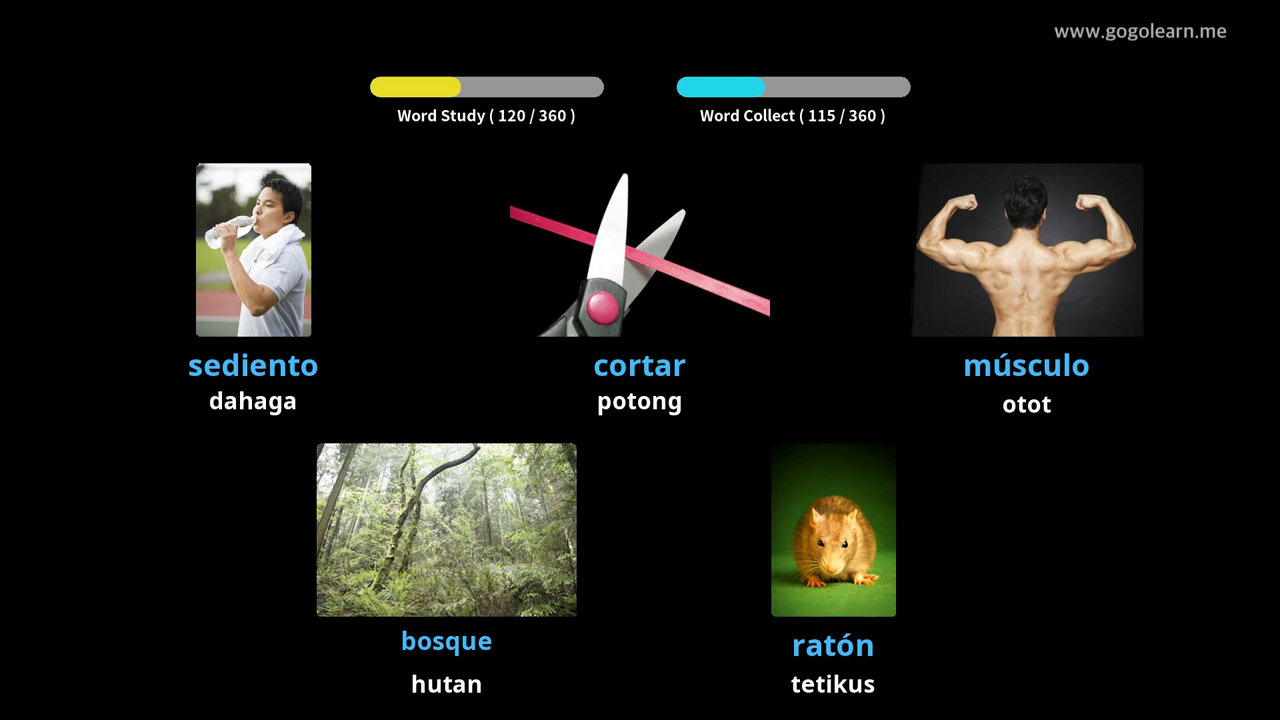 www.gogolearn.me
Word Study ( 120 / 360 )
Word Collect ( 115 / 360 )
sediento
dahaga
cortar
potong
músculo
otot
bosque
hutan
ratón
tetikus